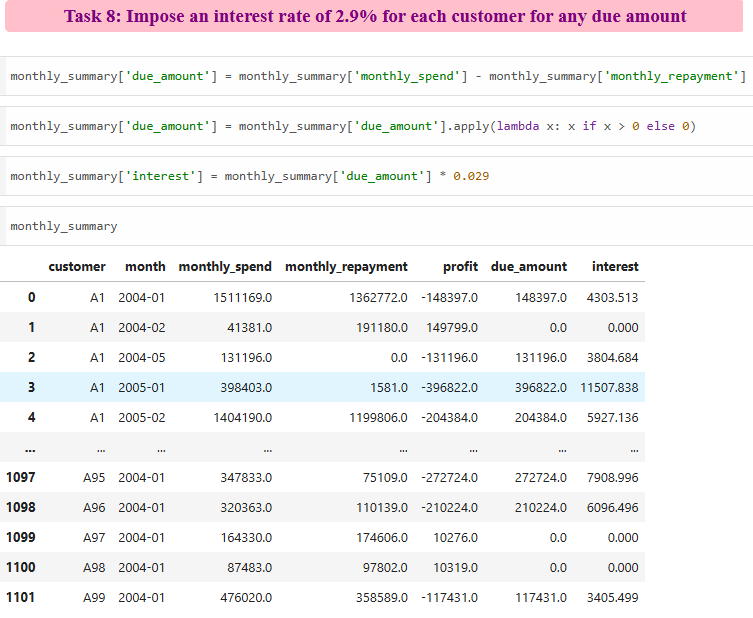 Task 8: Impose an interest rate of 2.9% for each customer for any due amount
monthly_summary['due_amount'] = monthly_summary['monthly_spend'] - monthly_summary['monthly_repayment']
monthly_summary['due_amount'] = monthly_summary['due_amount'].apply(lambda x: x if x > 0 else 0)
monthly_summary['interest'] = monthly_summary['due_amount'] * 0.029
monthly_summary
customer month monthly_spend monthly_repayment profit due_amount interest
0 A1 2004-01 1511169.0 1362772.0 -148397.0 148397.0 4303.513
1 A1 2004-02 41381.0 191180.0 149799.0 0.0 0.000
2 A1 2004-05 131196.0 0.0 -131196.0 131196.0 3804.684
3 A1 2005-01 398403.0 1581.0 -396822.0 396822.0 11507.838
4 A1 2005-02 1404190.0 1199806.0 -204384.0 204384.0 5927.136
... ... ... ... ... ... ... ...
1097 A95 2004-01 347833.0 75109.0 -272724.0 272724.0 7908.996
1098 A96 2004-01 320363.0 110139.0 -210224.0 210224.0 6096.496
1099 A97 2004-01 164330.0 174606.0 10276.0 0.0 0.000
1100 A98 2004-01 87483.0 97802.0 10319.0 0.0 0.000
1101 A99 2004-01 476020.0 358589.0 -117431.0 117431.0 3405.499